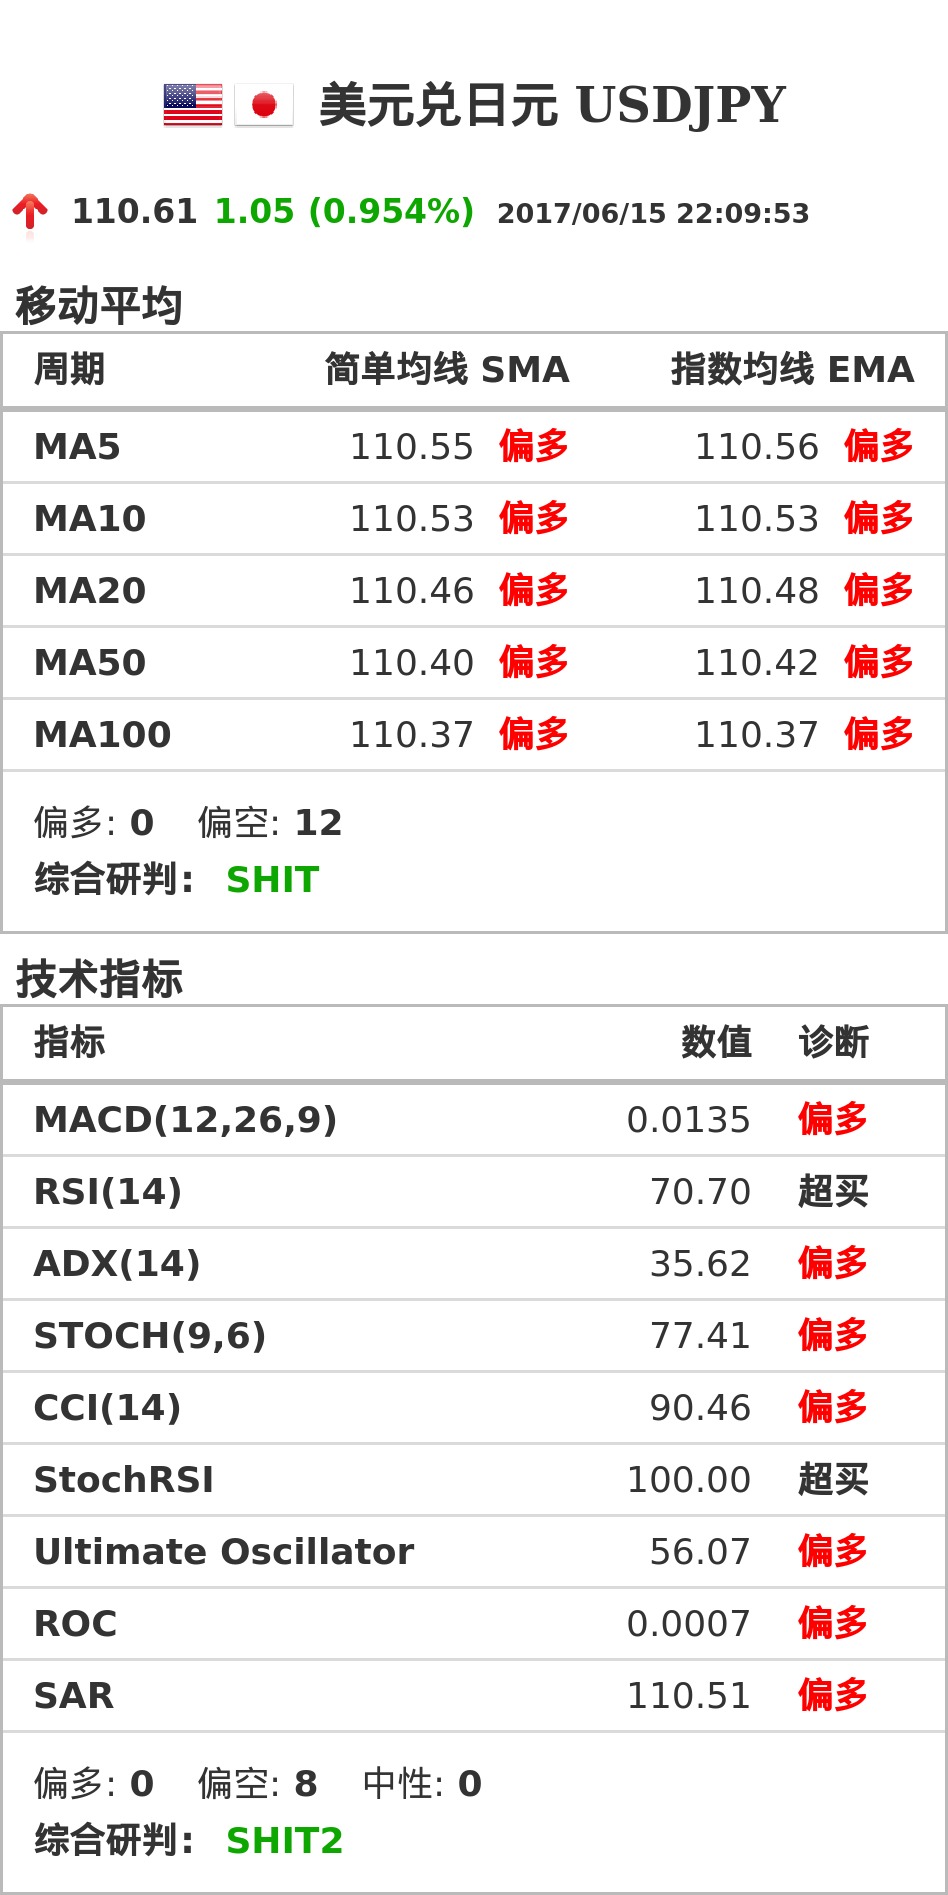 美元兑日元 USDJPY
110.61 1.05 (0.954%) 2017/06/15 22:09:53
移动平均
周期 简单均线 SMA 指数均线 EMA
MA5 110.55 偏多 110.56 偏多
MA10 110.53 偏多 110.53 偏多
MA20 110.46 偏多 110.48 偏多
MA50 110.40 偏多 110.42 偏多
MA100 110.37 偏多 110.37 偏多
偏多: 0 偏空: 12
综合研判: SHIT
技术指标
指标 数值 诊断
MACD(12,26,9) 0.0135 偏多
RSI(14) 70.70 超买
ADX(14) 35.62 偏多
STOCH(9,6) 77.41 偏多
CCI(14) 90.46 偏多
StochRSI 100.00 超买
Ultimate Oscillator 56.07 偏多
ROC 0.0007 偏多
SAR 110.51 偏多
偏多: 0 偏空: 8 中性: 0
综合研判: SHIT2